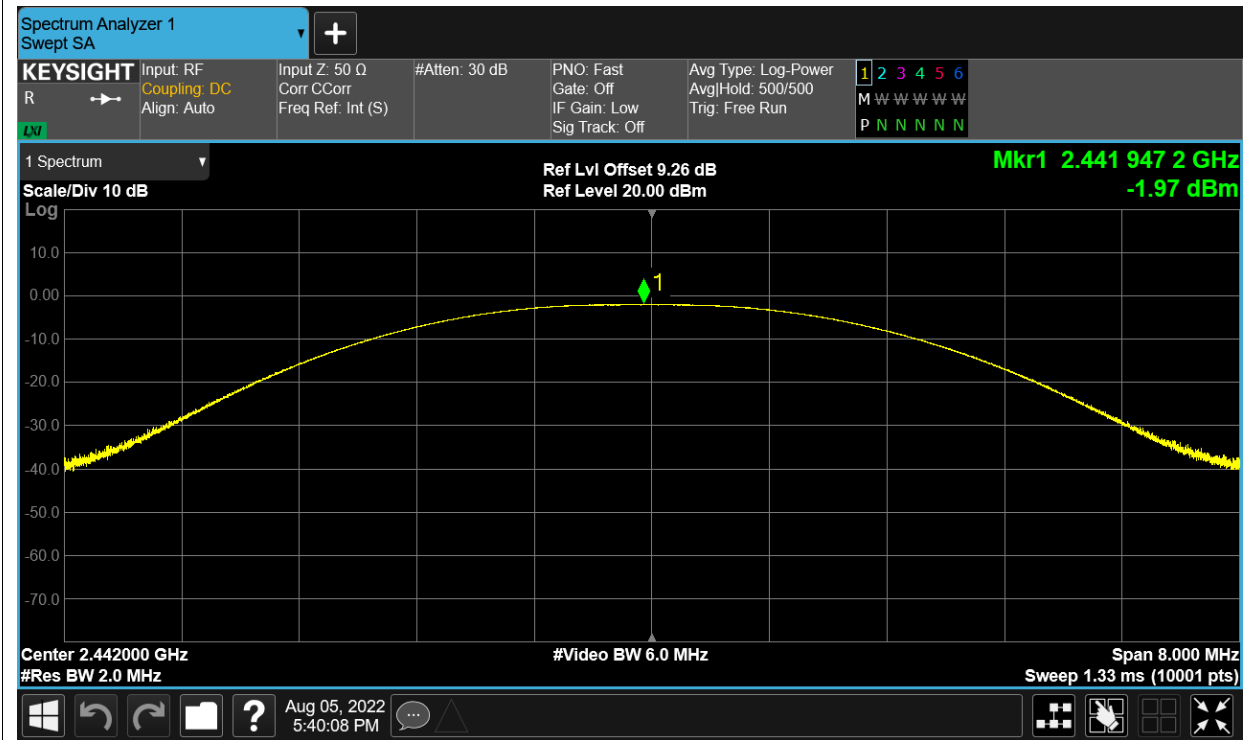 Spectrum Analyzer 1
Swept SA
KEYSIGHT
R
LXI
Input: RF
Coupling: DC
Align: Auto
Input Z: 50 Ω
Corr CCorr
Freq Ref: Int (S)
#Atten: 30 dB
PNO: Fast
Gate: Off
IF Gain: Low
Sig Track: Off
Avg Type: Log-Power
Avg|Hold: 500/500
Trig: Free Run
1 2 3 4 5 6
M W W W W W
P N N N N N
1 Spectrum
Scale/Div 10 dB
Ref Lvl Offset 9.26 dB
Ref Level 20.00 dBm
Mkr1 2.441 947 2 GHz
-1.97 dBm
Log
10.0
0.00
-10.0
-20.0
-30.0
-40.0
-50.0
-60.0
-70.0
1
Center 2.442000 GHz
#Res BW 2.0 MHz
#Video BW 6.0 MHz
Span 8.000 MHz
Sweep 1.33 ms (10001 pts)
?
Aug 05, 2022
5:40:08 PM